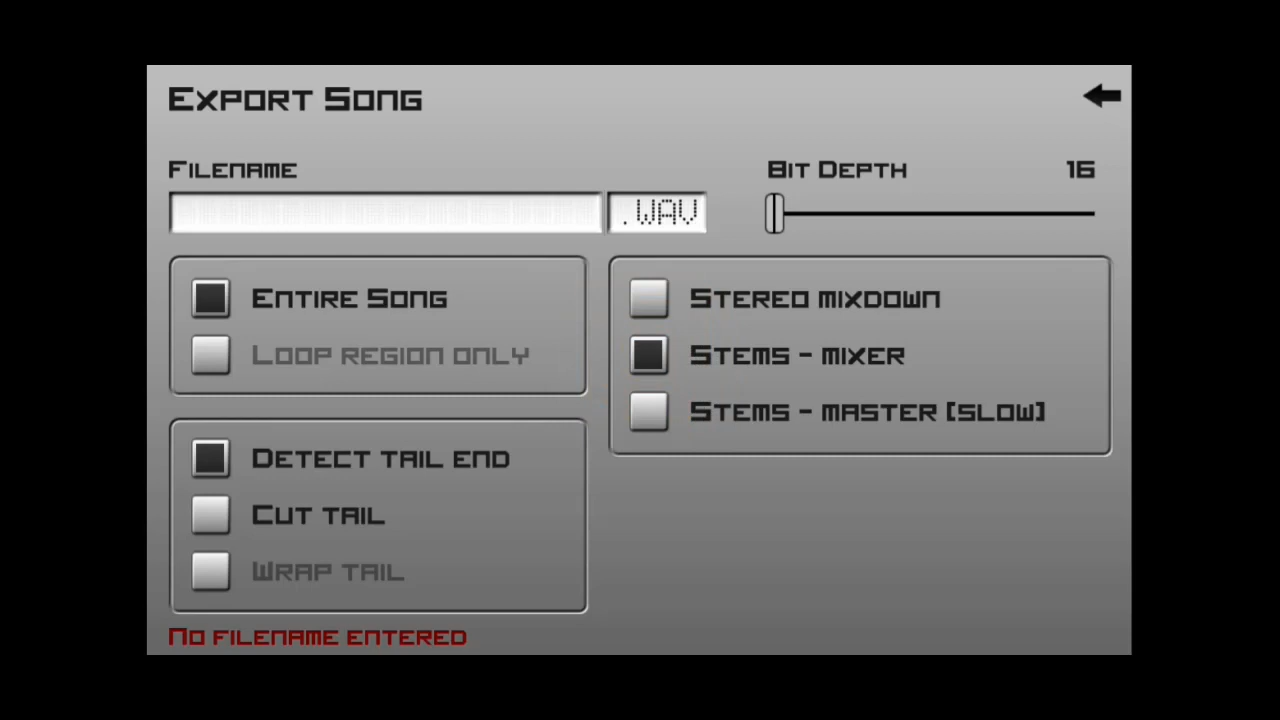 Export Song
Filename
Bit Depth 16
.WAV
Entire Song
Loop region only
Stereo mixdown
Stems - mixer
Stems - master [slow]
Detect tail end
Cut tail
Wrap tail
No filename entered